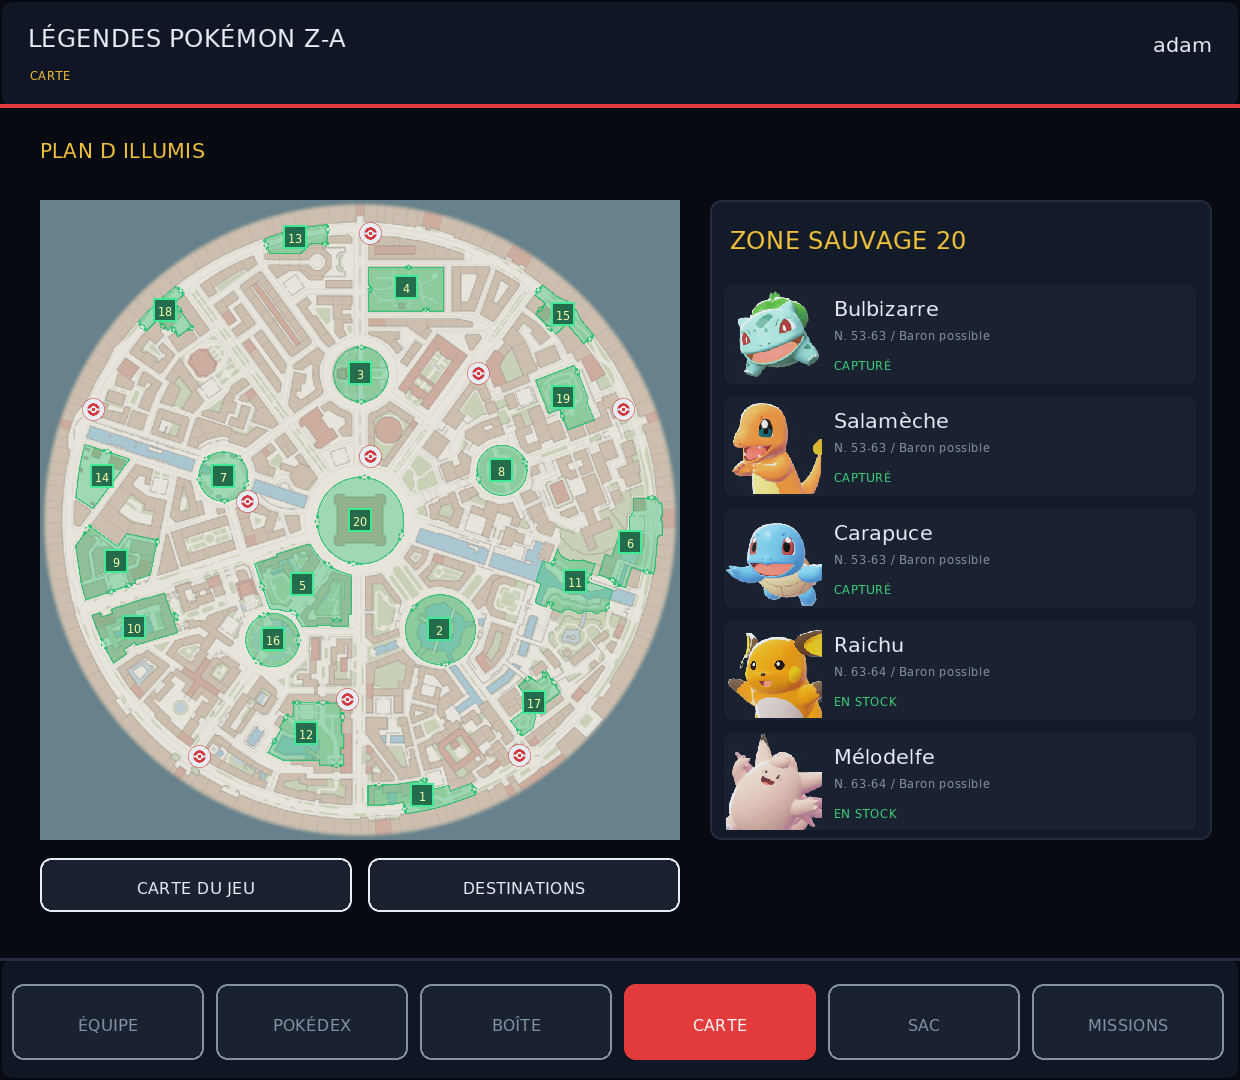 LÉGENDES POKÉMON Z-A
adam
CARTE
PLAN D ILLUMIS
13
4
18
15
3
19
14
7
8
20
9
6
5
11
10
16
2
17
12
1
ZONE SAUVAGE 20
Bulbizarre
N. 53-63 / Baron possible
CAPTURÉ
Salamèche
N. 53-63 / Baron possible
CAPTURÉ
Carapuce
N. 53-63 / Baron possible
CAPTURÉ
Raichu
N. 63-64 / Baron possible
EN STOCK
Mélodelfe
N. 63-64 / Baron possible
EN STOCK
CARTE DU JEU
DESTINATIONS
ÉQUIPE
POKÉDEX
BOÎTE
CARTE
SAC
MISSIONS